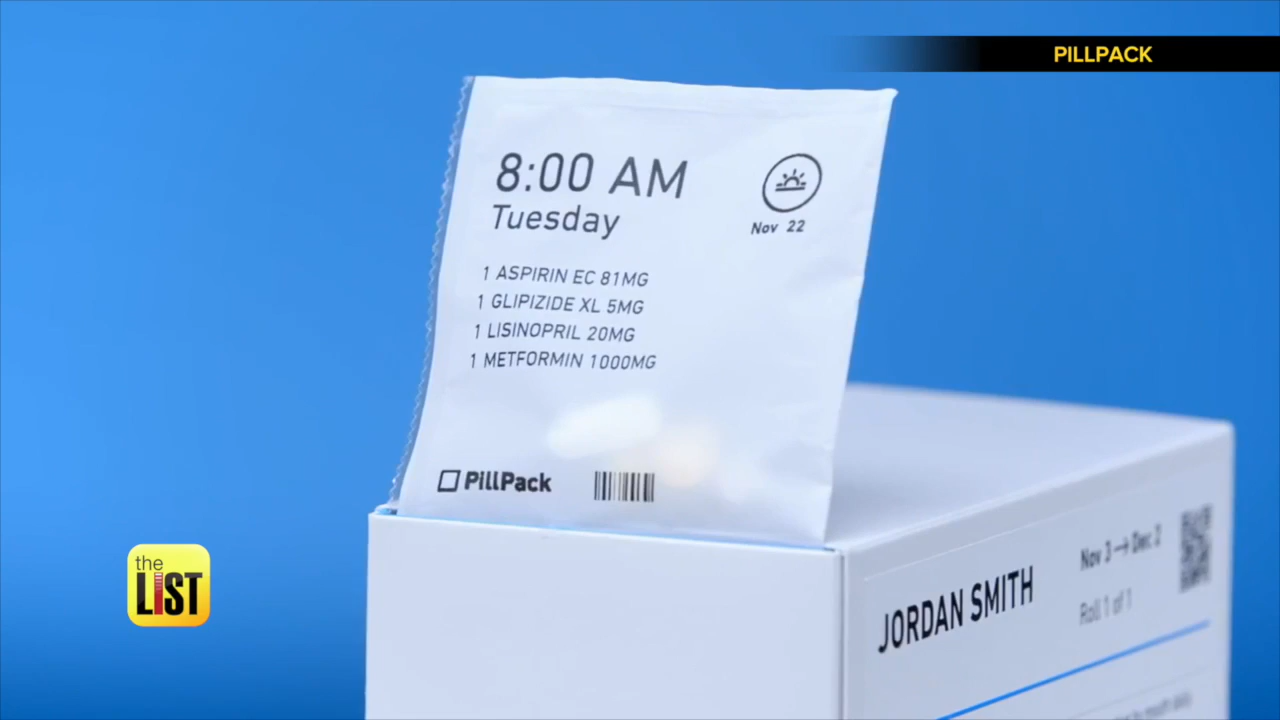 PILLPACK
8:00 AM
Tuesday
Nov 22
1 ASPIRIN EC 81MG
1 GLIPIZIDE XL 5MG
1 LISINOPRIL 20MG
1 METFORMIN 1000MG
PillPack
the
LIST
JORDAN SMITH
Nov 3 → Dec 2
Roll 1 of 1